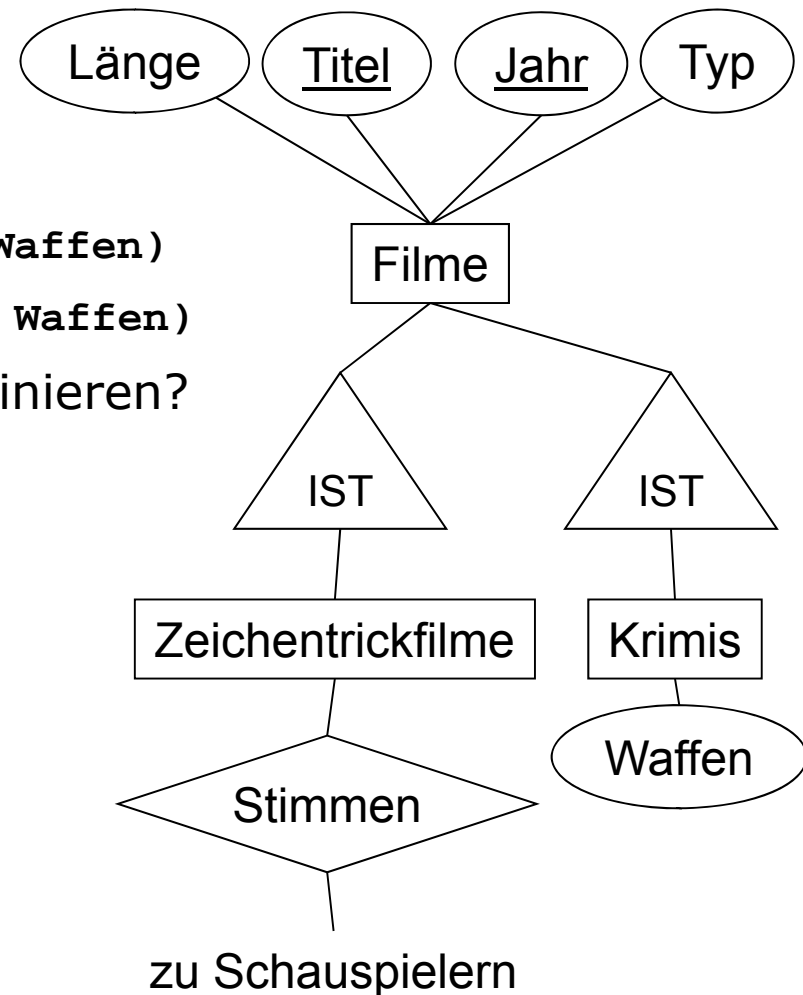 Länge Titel Jahr Typ
Waffen)
Filme
Waffen)
inieren?
IST IST
Zeichentrickfilme Krimis
Waffen
Stimmen
zu Schauspielern